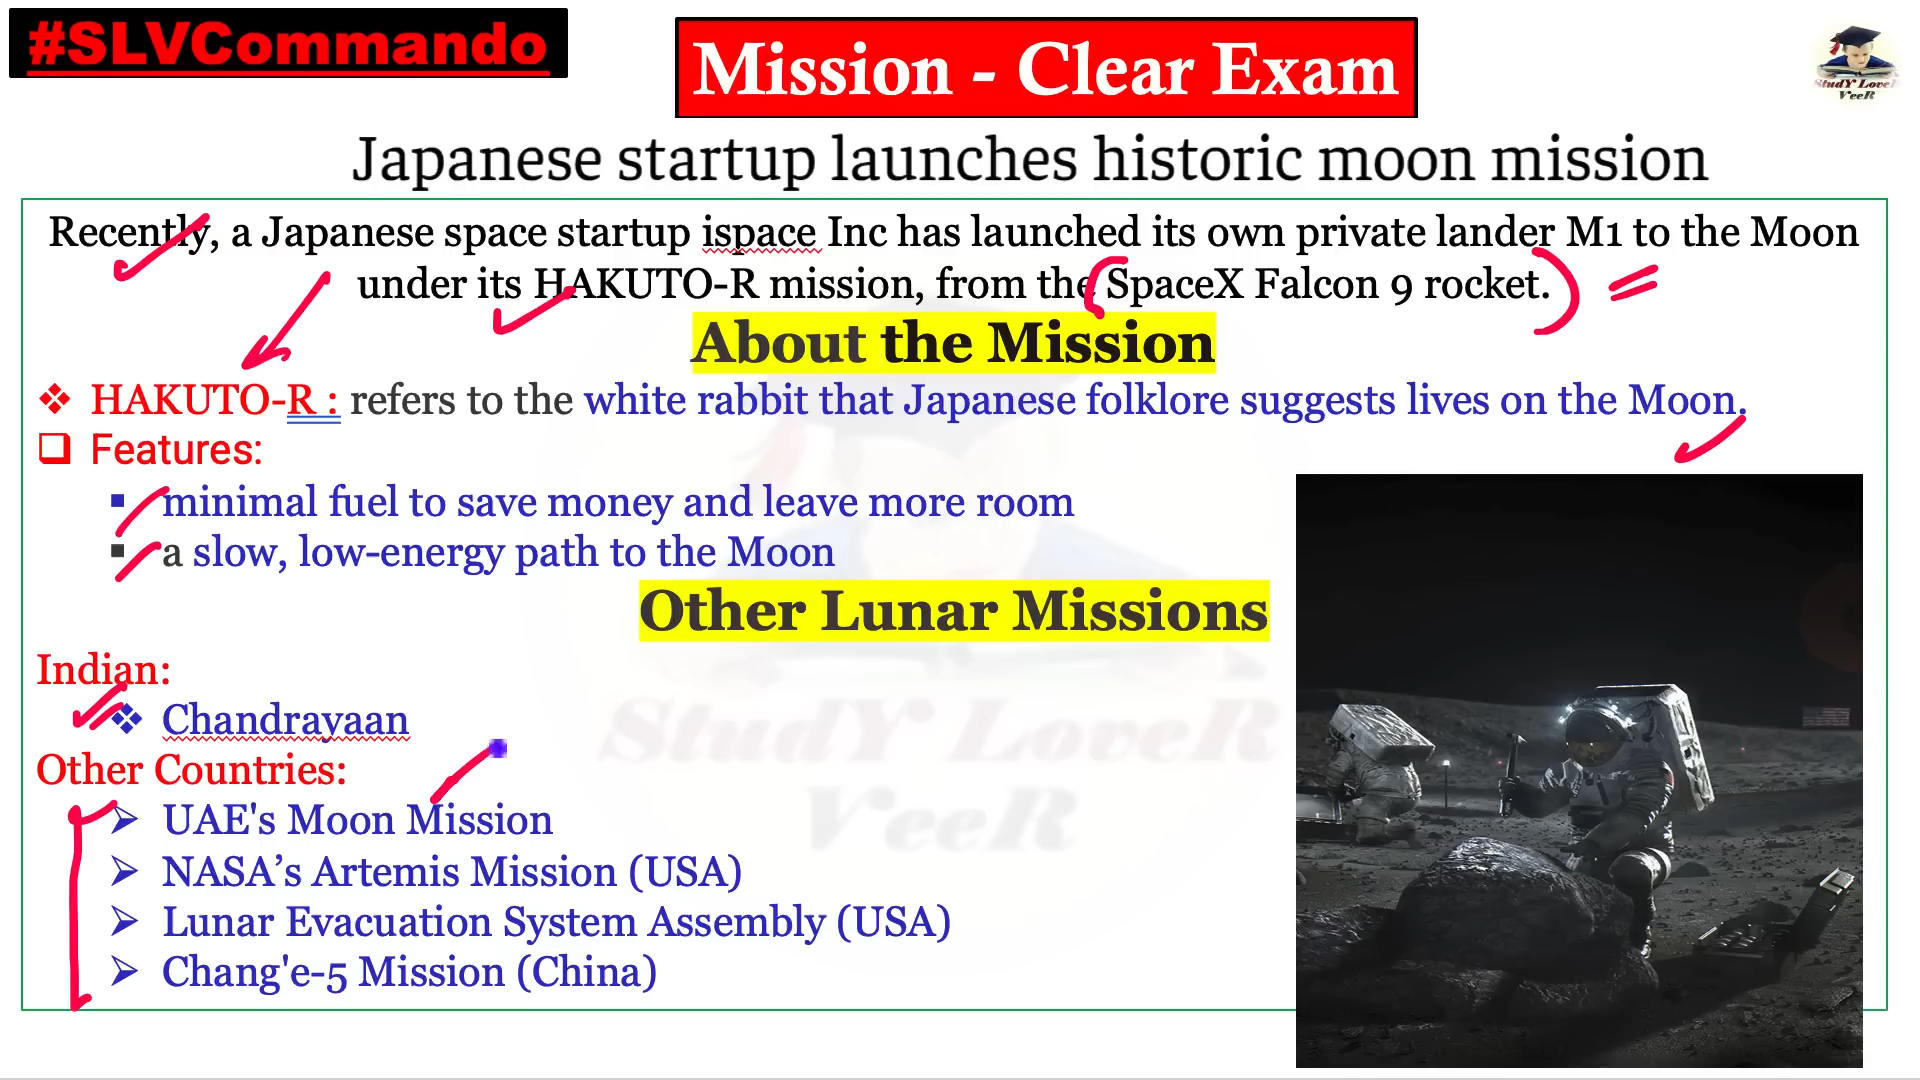 #SLVCommando
Mission - Clear Exam
StudY LoveR
VeeR
Japanese startup launches historic moon mission
Recently, a Japanese space startup ispace Inc has launched its own private lander M1 to the Moon
under its HAKUTO-R mission, from the SpaceX Falcon 9 rocket.
About the Mission
❖ HAKUTO-R : refers to the white rabbit that Japanese folklore suggests lives on the Moon.
❑ Features:
▪ minimal fuel to save money and leave more room
▪ a slow, low-energy path to the Moon
Other Lunar Missions
Indian:
❖ Chandrayaan
Other Countries:
➢ UAE's Moon Mission
➢ NASA’s Artemis Mission (USA)
➢ Lunar Evacuation System Assembly (USA)
➢ Chang'e-5 Mission (China)
StudY LoveR
VeeR